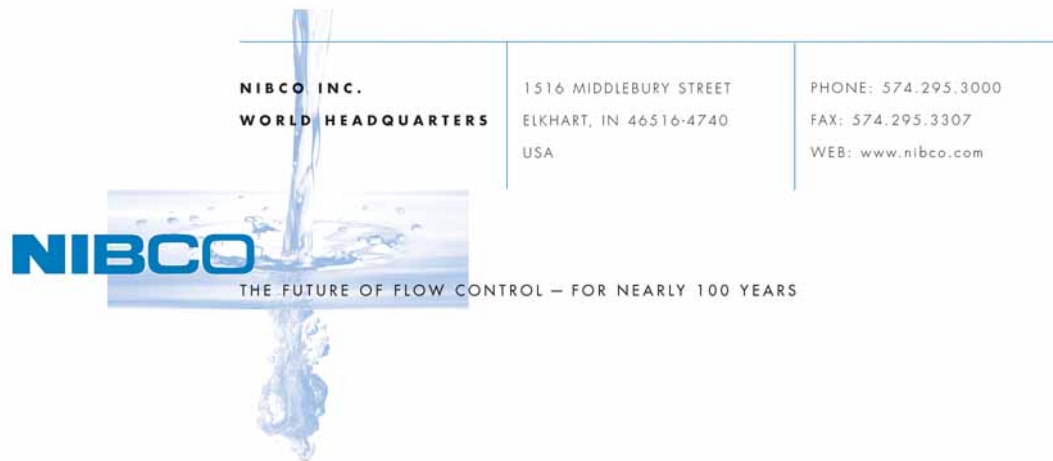 NIBCO INC.
WORLD HEADQUARTERS
1516 MIDDLEBURY STREET
ELKHART, IN 46516-4740
USA
PHONE: 574.295.3000
FAX: 574.295.3307
WEB: www.nibco.com
NIBCO
THE FUTURE OF FLOW CONTROL – FOR NEARLY 100 YEARS